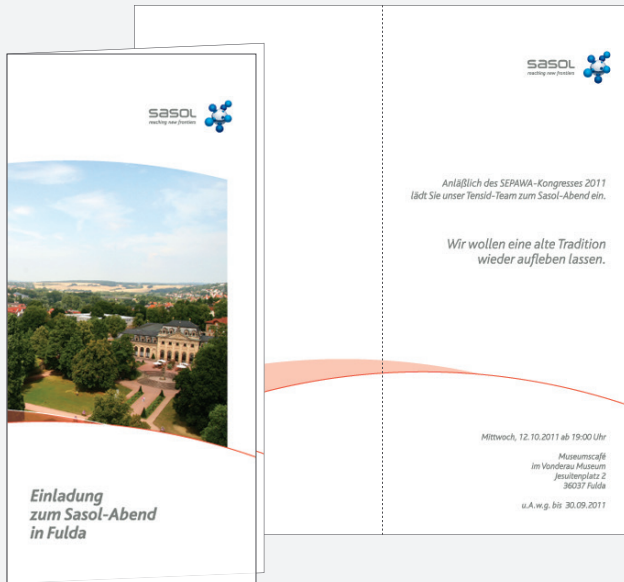 sasol
reaching new frontiers
Einladung
zum Sasol-Abend
in Fulda
sasol
reaching new frontiers
Anläßlich des SEPAWA-Kongresses 2011
lädt Sie unser Tensid-Team zum Sasol-Abend ein.
Wir wollen eine alte Tradition
wieder aufleben lassen.
Mittwoch, 12.10.2011 ab 19:00 Uhr
Museumscafé
im Vonderau Museum
Jesuitenplatz 2
36037 Fulda
u.A.w.g. bis 30.09.2011